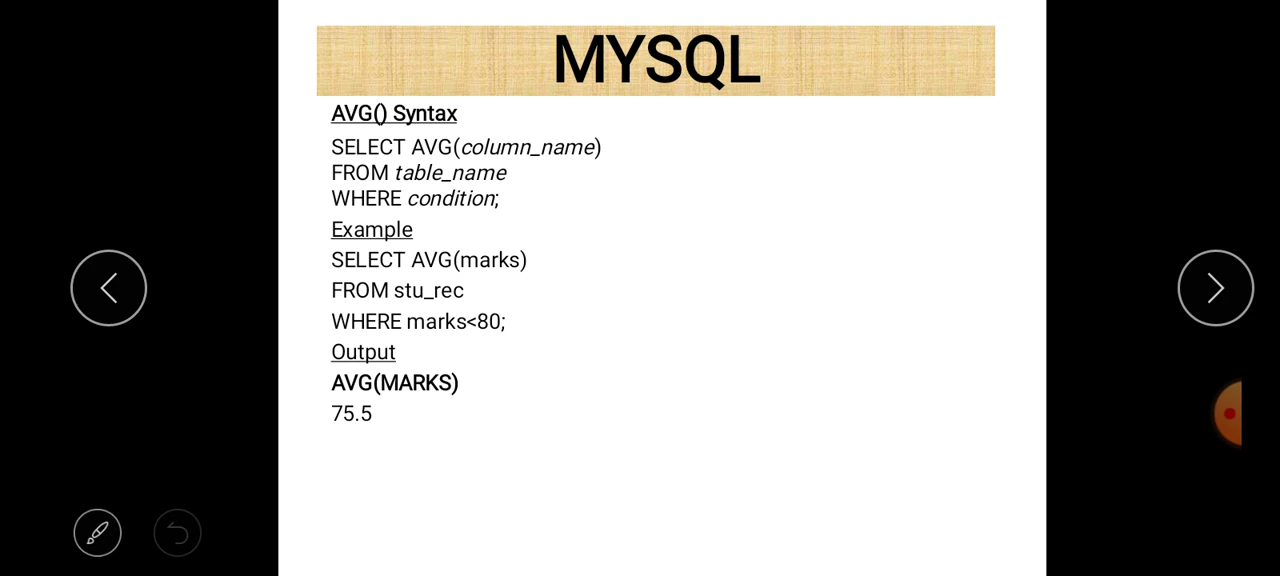 MYSQL
AVG() Syntax
SELECT AVG(column_name)
FROM table_name
WHERE condition;
Example
SELECT AVG(marks)
FROM stu_rec
WHERE marks<80;
Output
AVG(MARKS)
75.5